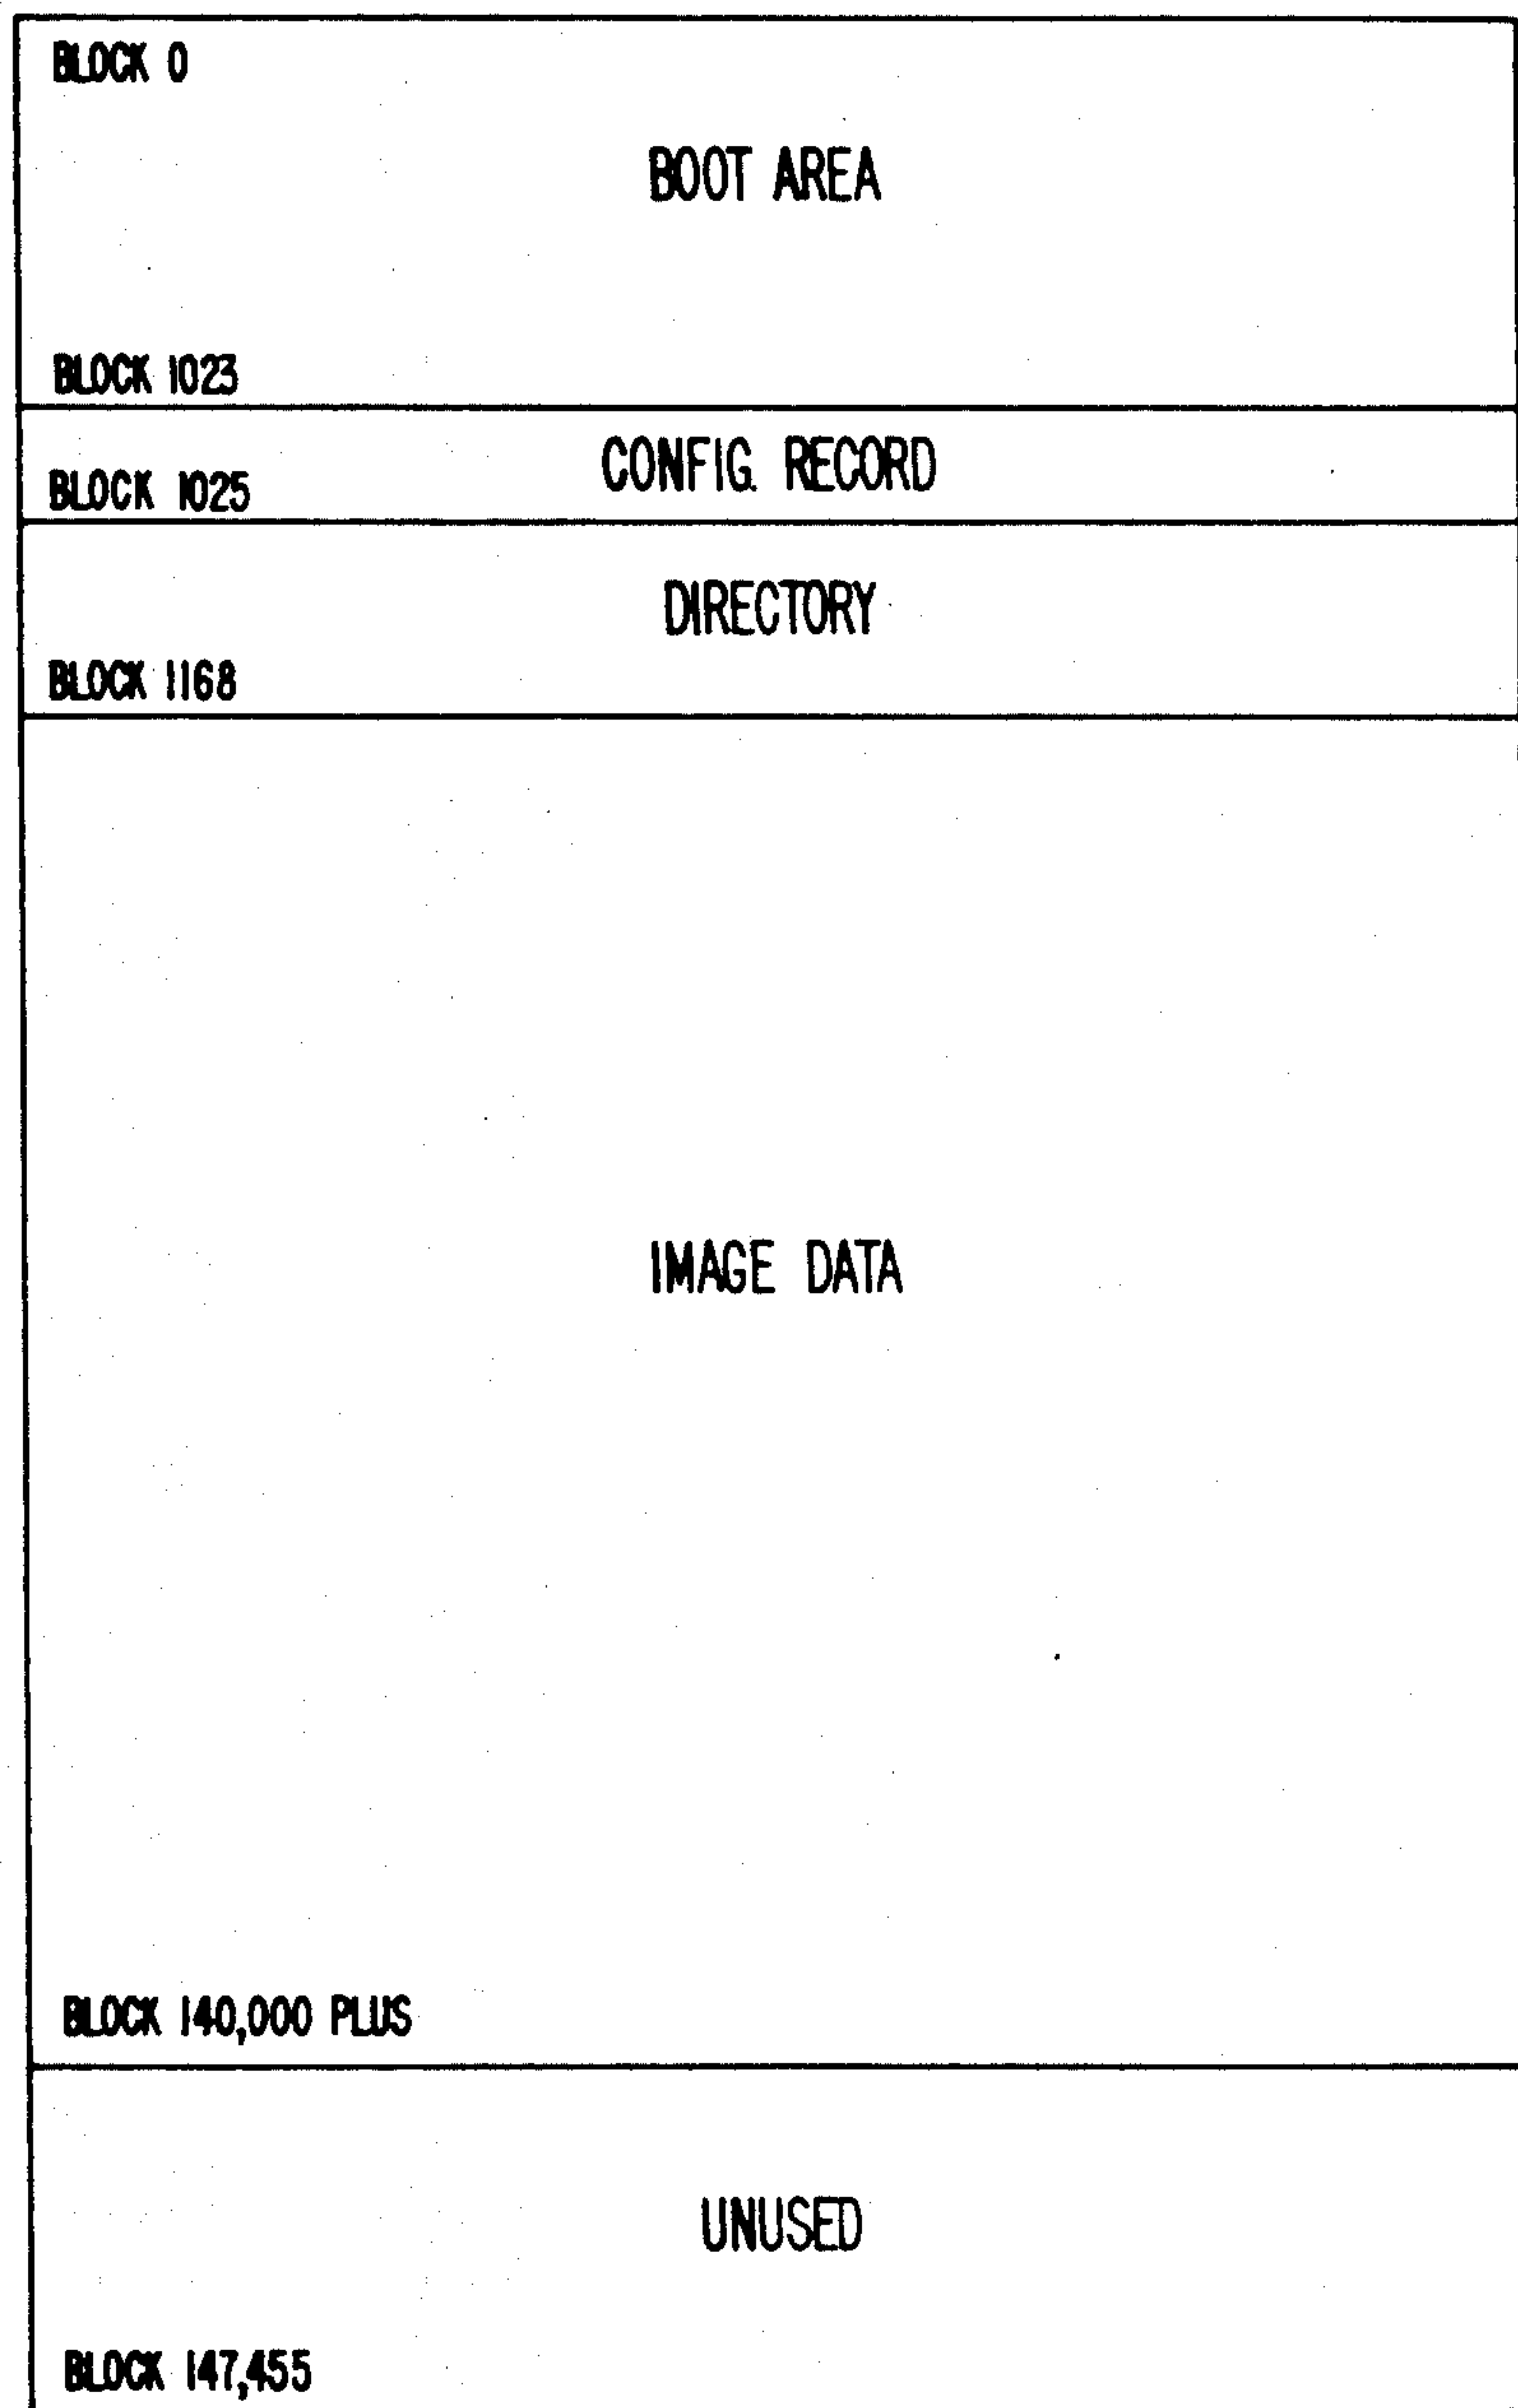 BLOCK 0
BOOT AREA
BLOCK 1023
CONFIG. RECORD
BLOCK 1025
DIRECTORY
BLOCK 1168
IMAGE DATA
BLOCK 140,000 PLUS
UNUSED
BLOCK 147,455